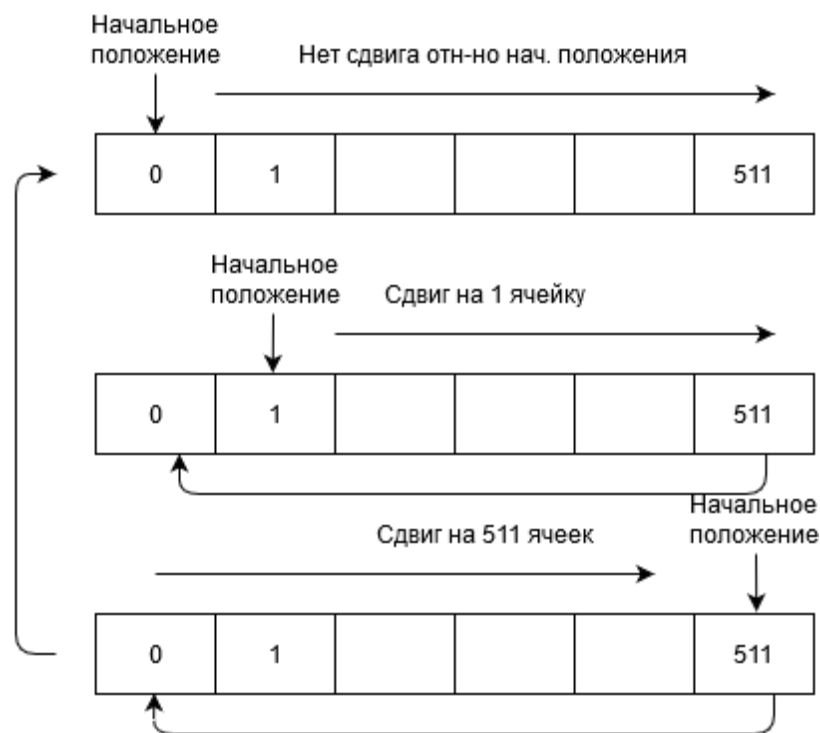 Начальное
положение
Нет сдвига отн-но нач. положения
0 1 511
Начальное
положение
Сдвиг на 1 ячейку
0 1 511
Начальное
положение
Сдвиг на 511 ячеек
0 1 511